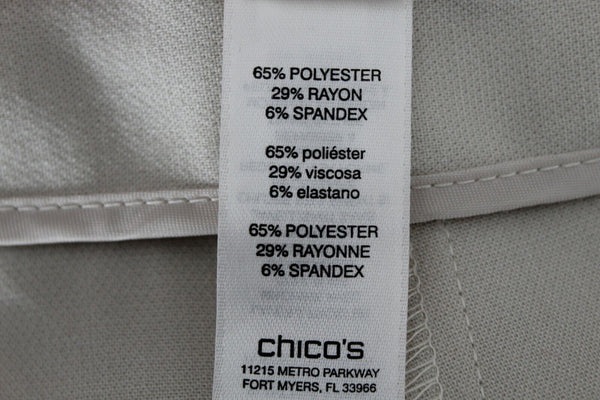 65% POLYESTER
29% RAYON
6% SPANDEX
65% poliéster
29% viscosa
6% elastano
65% POLYESTER
29% RAYONNE
6% SPANDEX
chico's
11215 METRO PARKWAY
FORT MYERS, FL 33966